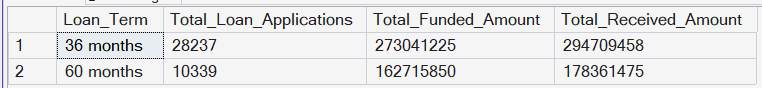 Loan_Term Total_Loan_Applications Total_Funded_Amount Total_Received_Amount
1 36 months 28237 273041225 294709458
2 60 months 10339 162715850 178361475